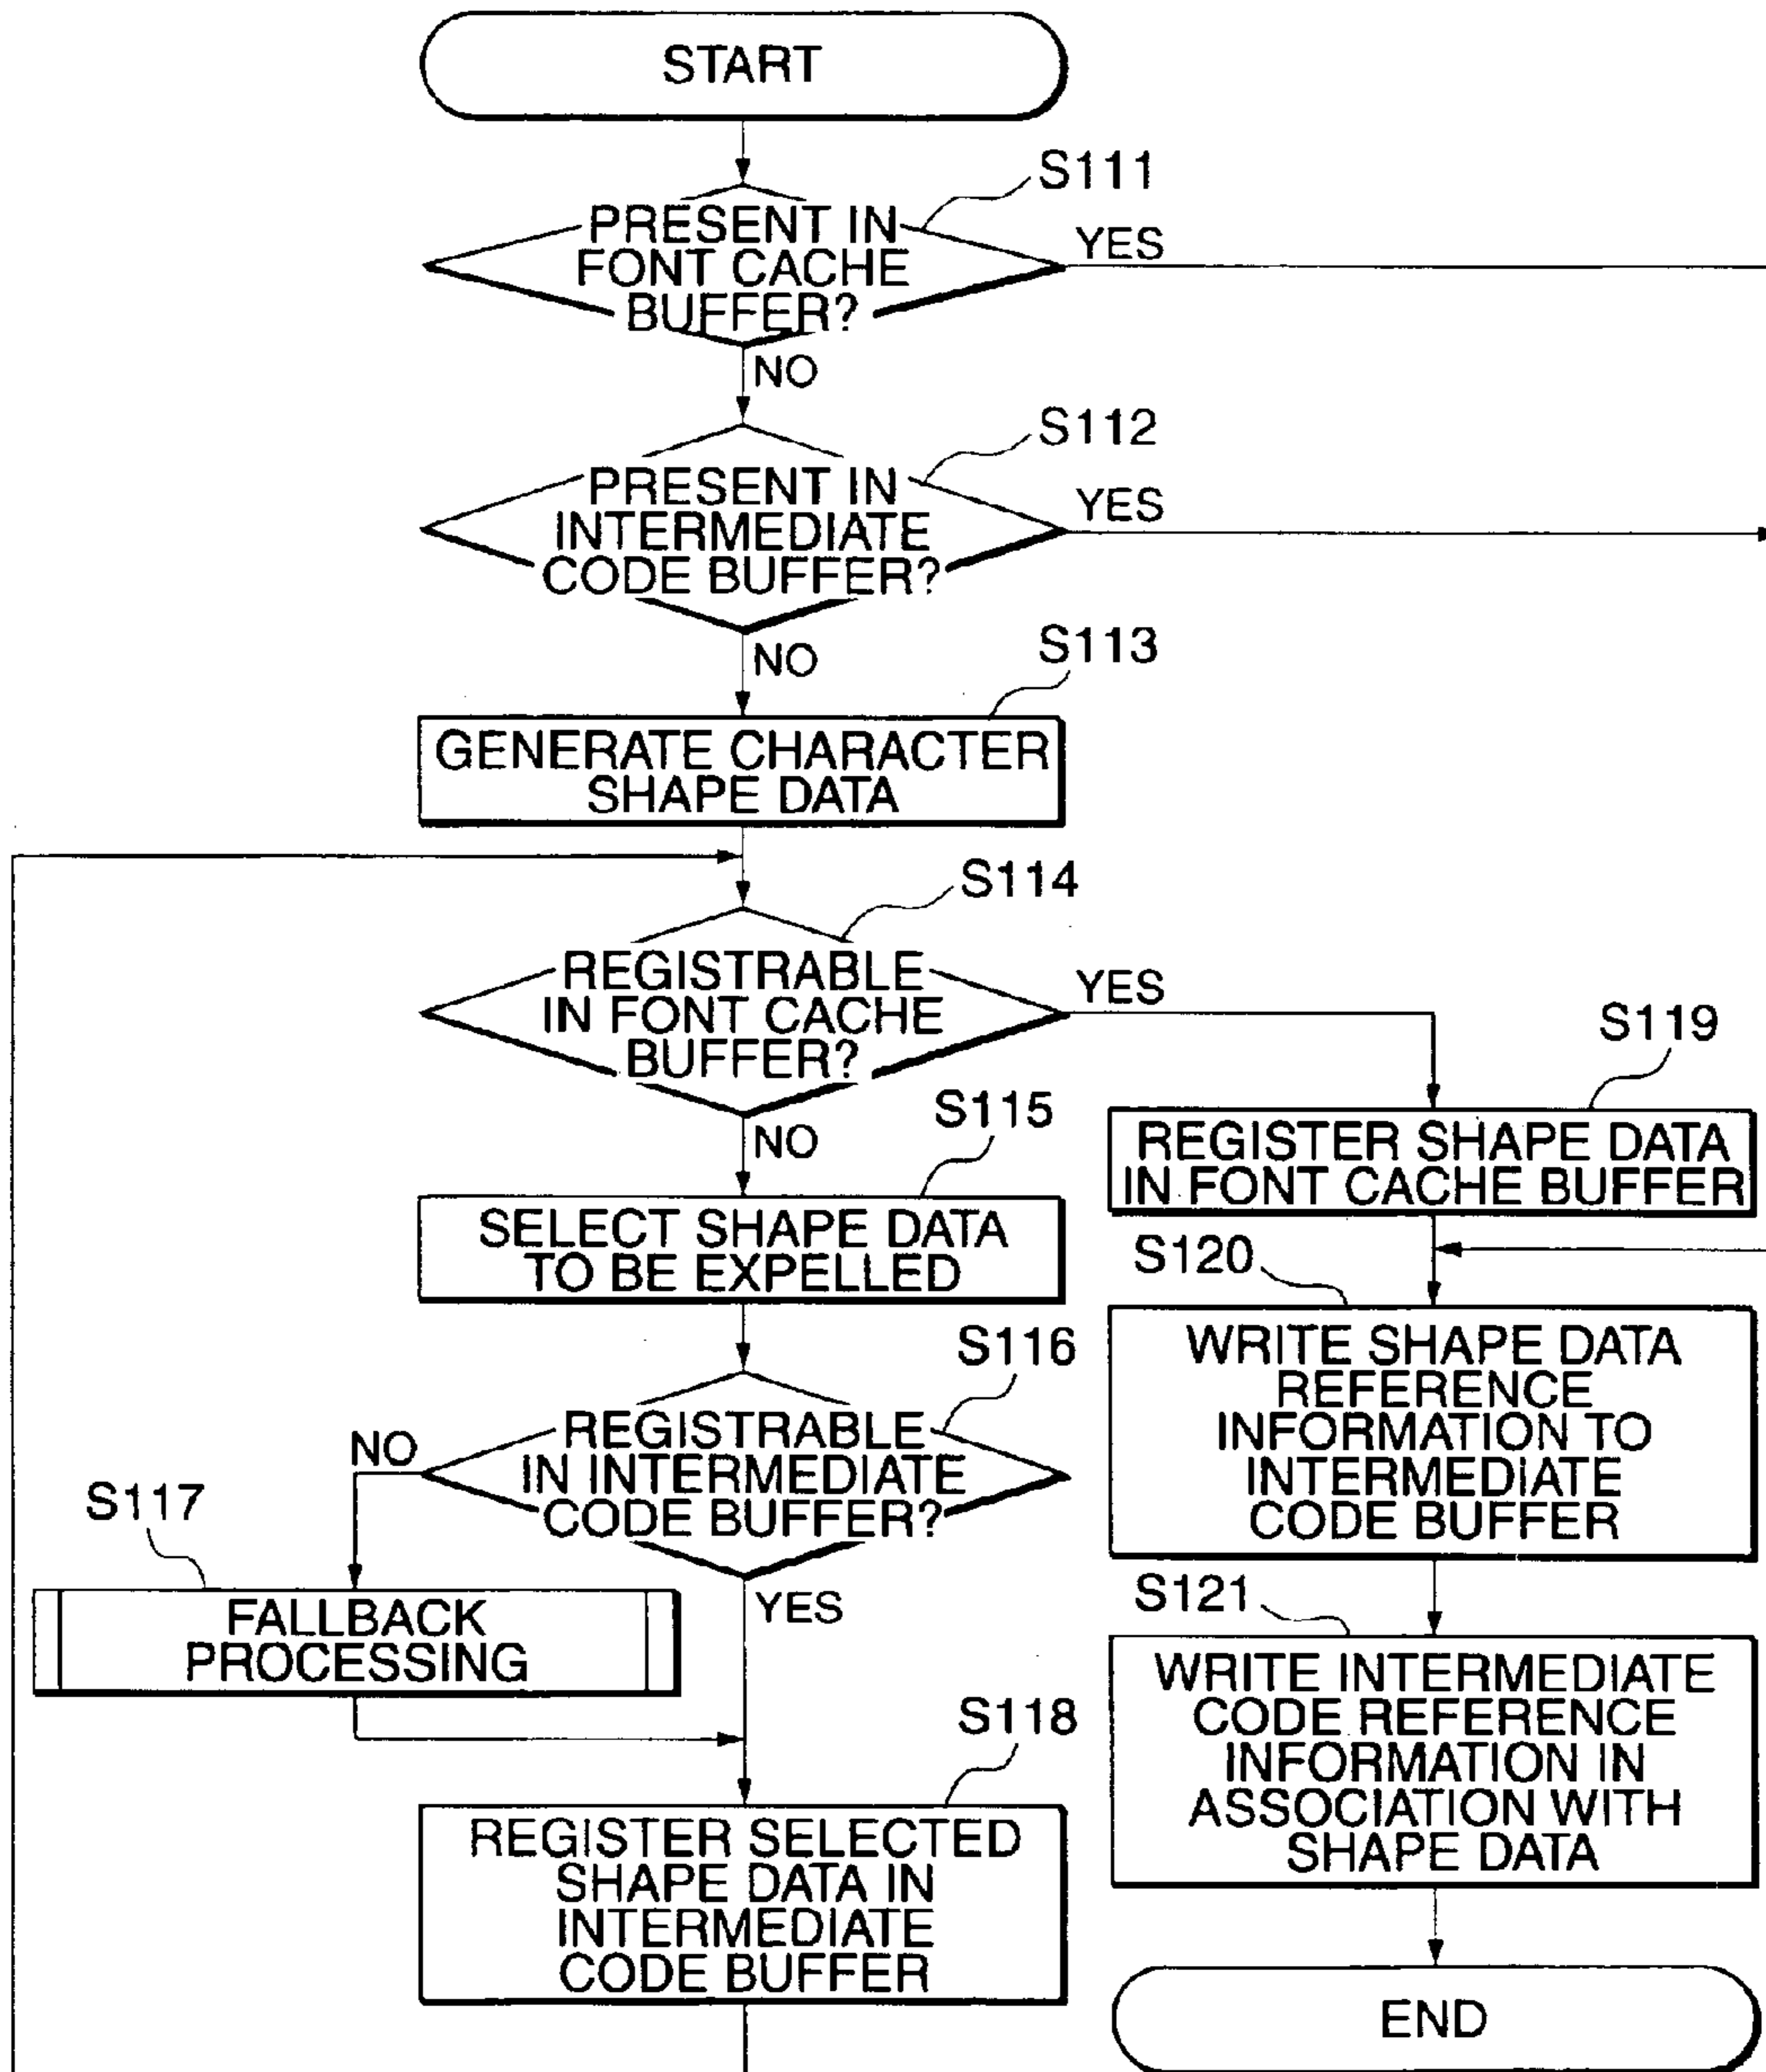 START
S111
PRESENT IN
FONT CACHE
BUFFER?
YES
NO
S112
PRESENT IN
INTERMEDIATE
CODE BUFFER?
YES
NO
S113
GENERATE CHARACTER
SHAPE DATA
S114
REGISTRABLE
IN FONT CACHE
BUFFER?
YES
NO
S115
SELECT SHAPE DATA
TO BE EXPELLED
S116
REGISTRABLE
IN INTERMEDIATE
CODE BUFFER?
NO
YES
S117
FALLBACK
PROCESSING
S118
REGISTER SELECTED
SHAPE DATA IN
INTERMEDIATE
CODE BUFFER
S119
REGISTER SHAPE DATA
IN FONT CACHE BUFFER
S120
WRITE SHAPE DATA
REFERENCE
INFORMATION TO
INTERMEDIATE
CODE BUFFER
S121
WRITE INTERMEDIATE
CODE REFERENCE
INFORMATION IN
ASSOCIATION WITH
SHAPE DATA
END